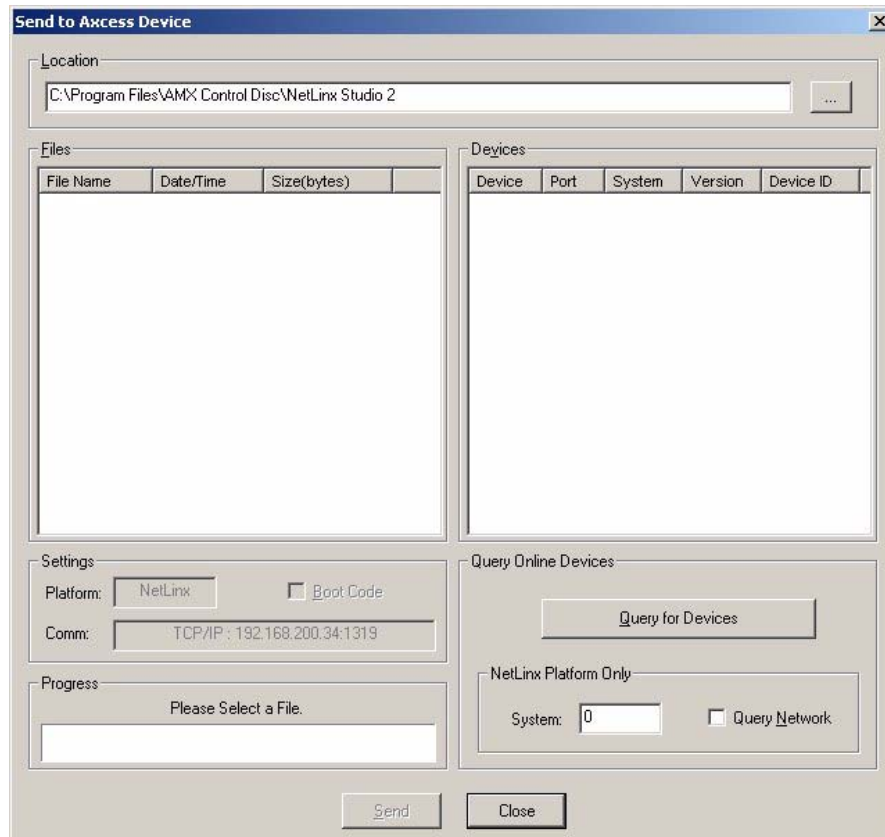 Send to Axcess Device
Location
C:\Program Files\AMX Control Disc\NetLinx Studio 2
...
Files
File Name Date/Time Size(bytes)
Devices
Device Port System Version Device ID
Settings
Platform: NetLinx Boot Code
Comm: TCP/IP : 192.168.200.34:1319
Progress
Please Select a File.
Query Online Devices
Query for Devices
NetLinx Platform Only
System: 0 Query Network
Send Close